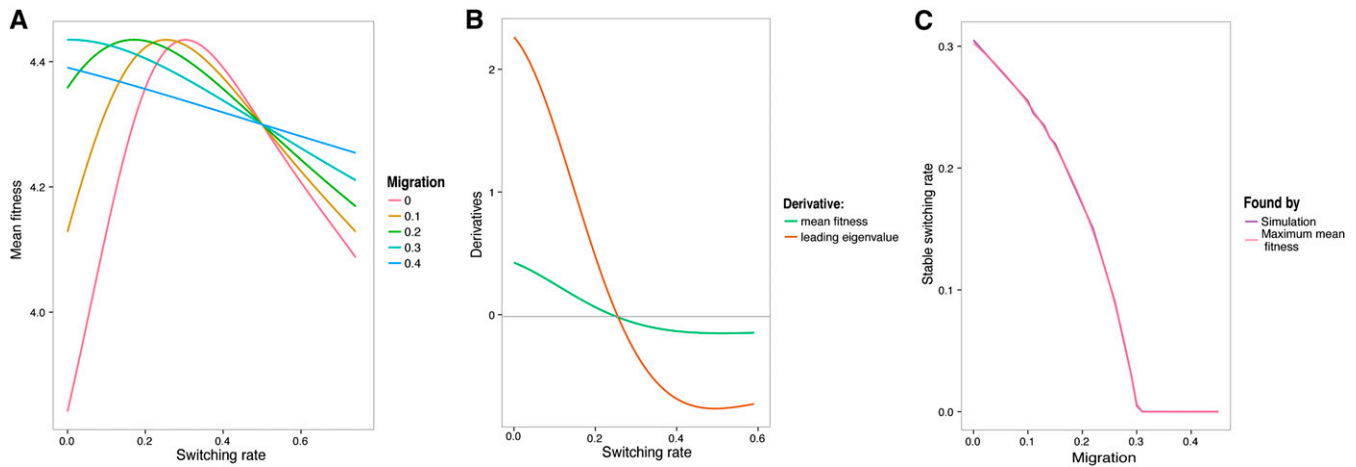 A
Mean fitness
4.4
4.2
4.0
0.0 0.2 0.4 0.6
Switching rate
Migration
0
0.1
0.2
0.3
0.4
B
Derivatives
2
1
0
0.0 0.2 0.4 0.6
Switching rate
Derivative:
mean fitness
leading eigenvalue
C
Stable switching rate
0.3
0.2
0.1
0.0
0.0 0.1 0.2 0.3 0.4
Migration
Found by
Simulation
Maximum mean
fitness